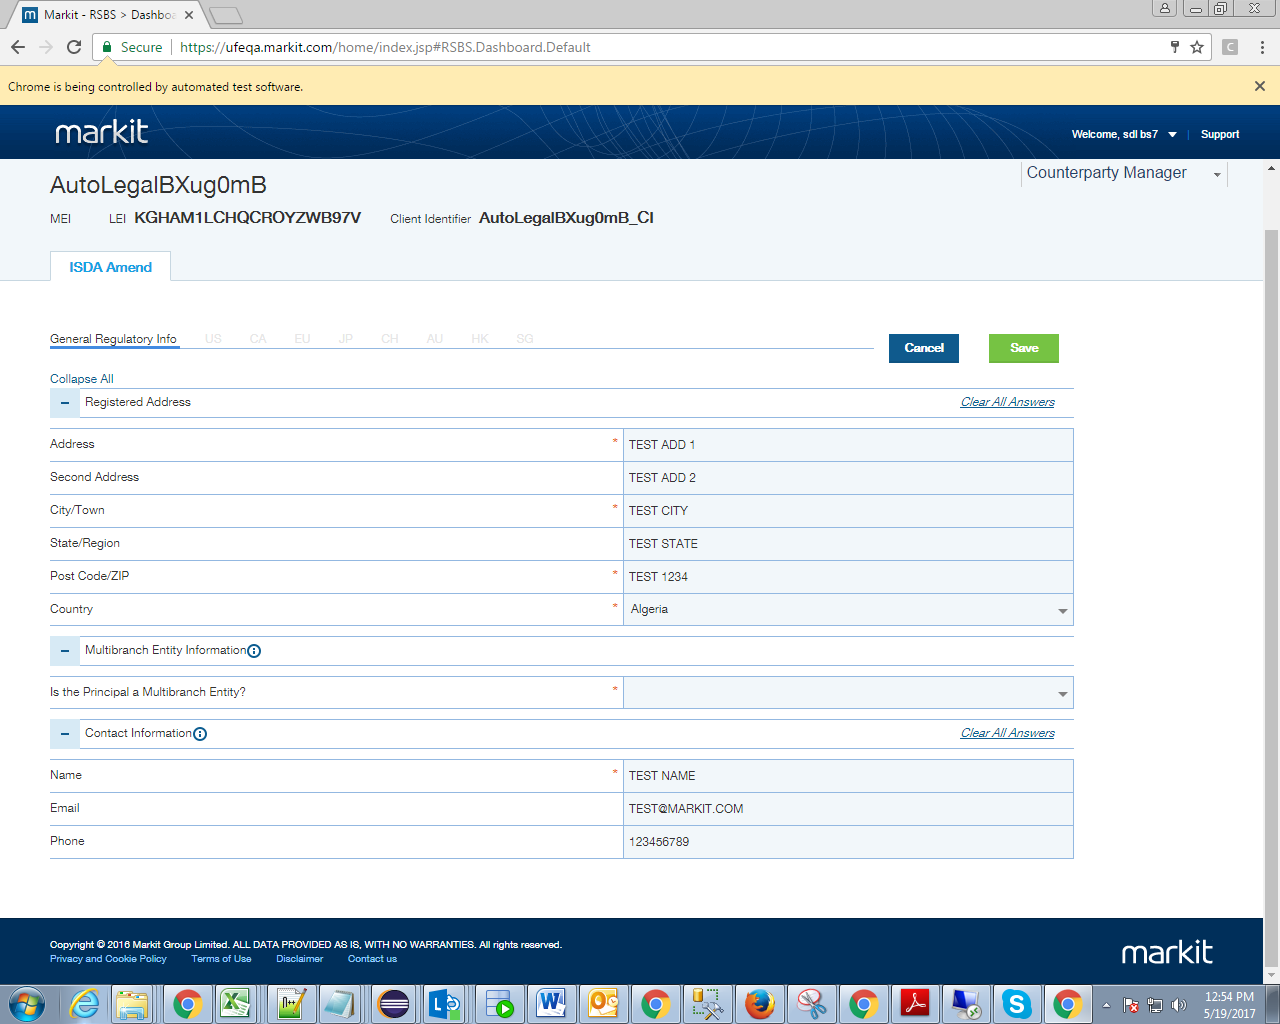 Markit - RSBS > Dashboa
Secure https://ufeqa.markit.com/home/index.jsp#RSBS.Dashboard.Default
Chrome is being controlled by automated test software.
markit
Welcome, sdl bs7 Support
AutoLegalBXug0mB
Counterparty Manager
MEI LEI KGHAM1LCHQCROYZWB97V Client Identifier AutoLegalBXug0mB_CI
ISDA Amend
General Regulatory Info US CA EU JP CH AU HK SG
Cancel Save
Collapse All
Registered Address Clear All Answers
Address * TEST ADD 1
Second Address TEST ADD 2
City/Town * TEST CITY
State/Region TEST STATE
Post Code/ZIP * TEST 1234
Country * Algeria
Multibranch Entity Information
Is the Principal a Multibranch Entity? *
Contact Information Clear All Answers
Name * TEST NAME
Email TEST@MARKIT.COM
Phone 123456789
Copyright © 2016 Markit Group Limited. ALL DATA PROVIDED AS IS, WITH NO WARRANTIES. All rights reserved.
Privacy and Cookie Policy Terms of Use Disclaimer Contact us
markit
12:54 PM
5/19/2017